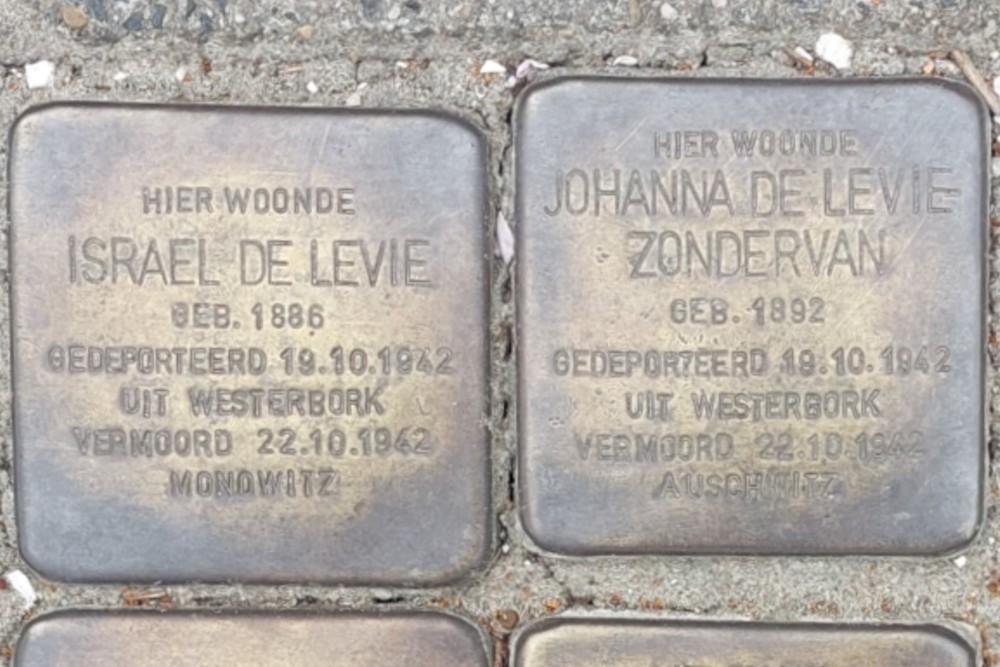 HIER WOONDE
ISRAEL DE LEVIE
GEB. 1886
GEDEPORTEERD 19.10.1942
UIT WESTERBORK
VERMOORD 22.10.1942
MONOWITZ
HIER WOONDE
JOHANNA DE LEVIE-
ZONDERVAN
GEB. 1892
GEDEPORTEERD 19.10.1942
UIT WESTERBORK
VERMOORD 22.10.1942
AUSCHWITZ